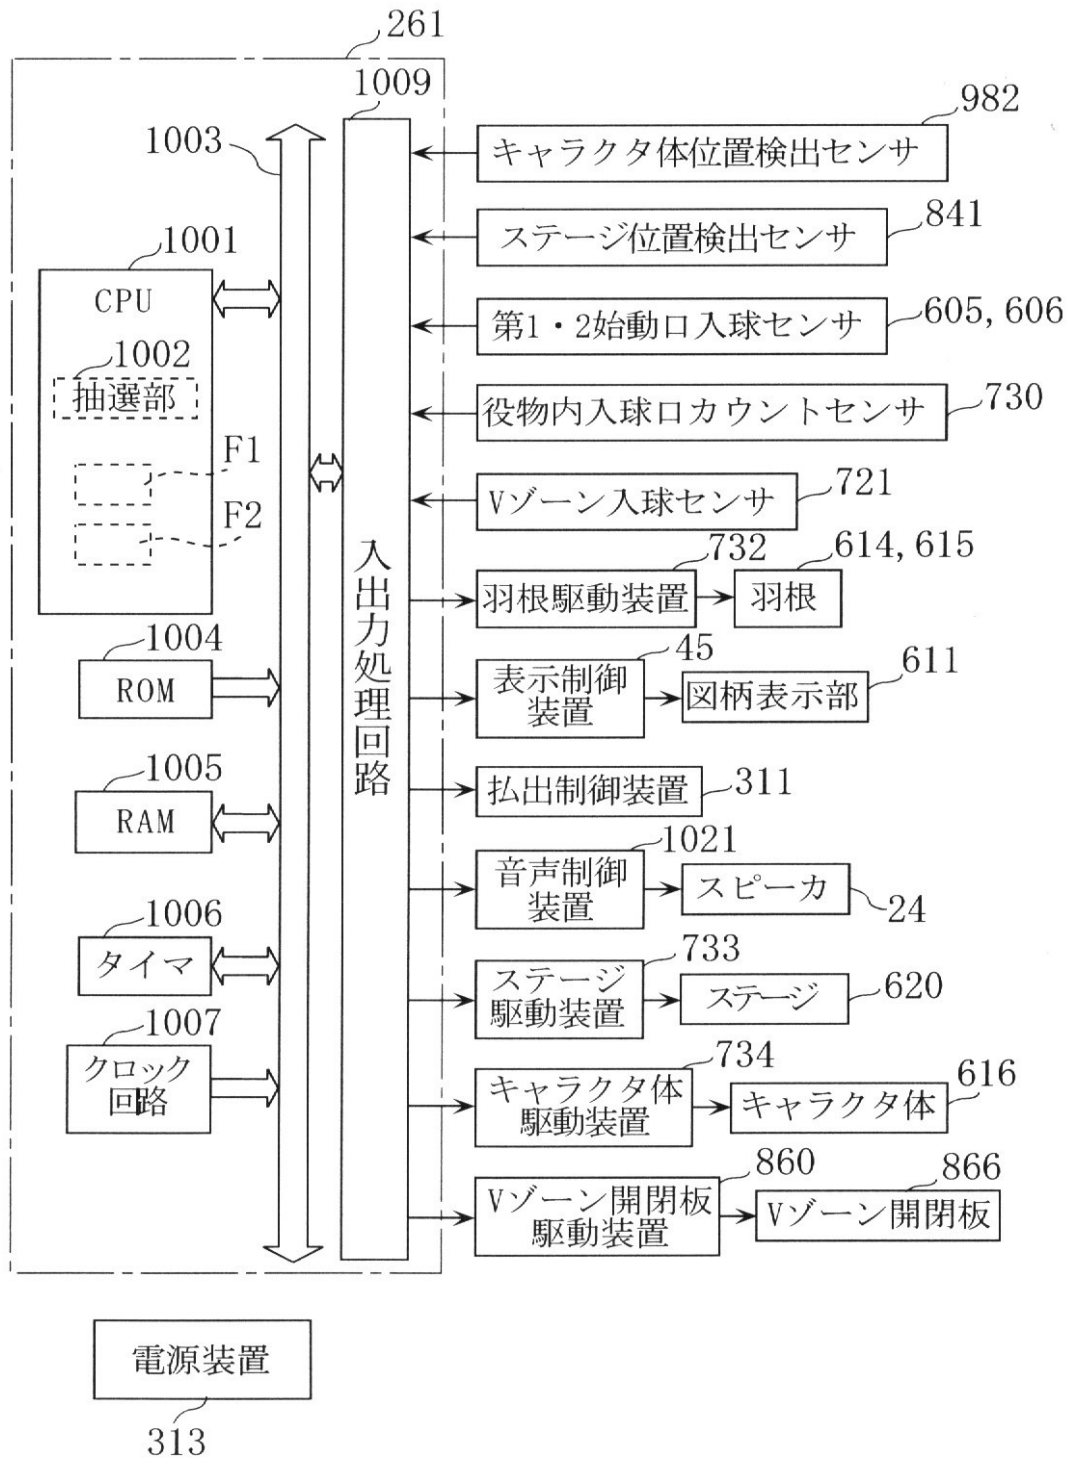 261
1009
1003
982
キャラクタ体位置検出センサ
841
ステージ位置検出センサ
1001
CPU
605, 606
第1・2始動口入球センサ
1002
抽選部
730
役物内入球口カウントセンサ
F1
F2
721
Vゾーン入球センサ
入出力処理回路
732
614, 615
羽根駆動装置
羽根
1004
ROM
45
611
表示制御
装置
図柄表示部
1005
RAM
払出制御装置
311
1021
音声制御
装置
スピーカ
24
1006
タイマ
733
ステージ
駆動装置
ステージ
620
1007
クロック
回路
734
616
キャラクタ体
駆動装置
キャラクタ体
860
866
Vゾーン開閉板
駆動装置
Vゾーン開閉板
電源装置
313